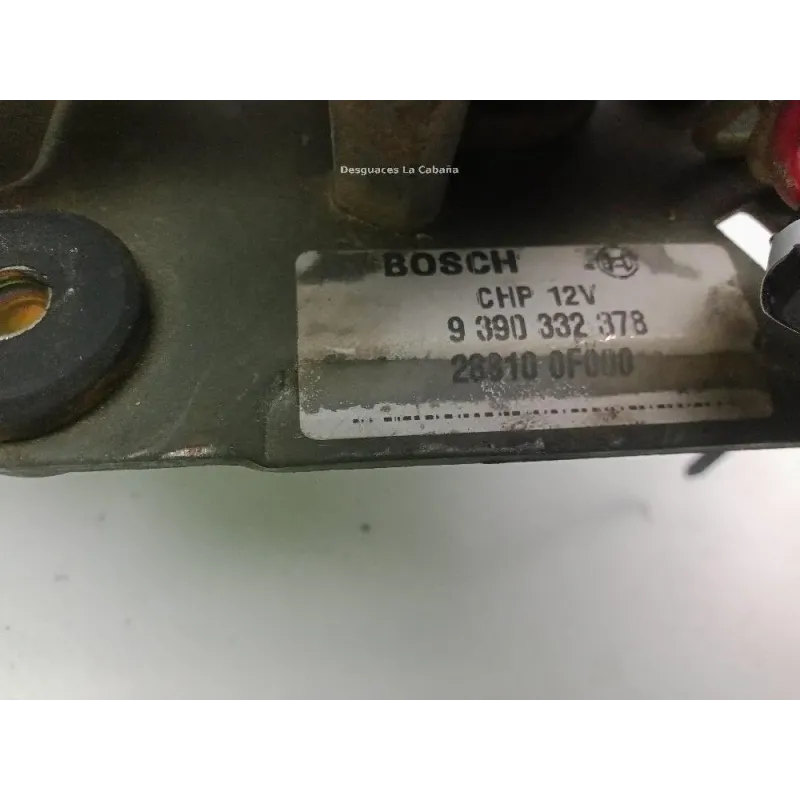 Desguaces La Cabaña
BOSCH
CHP 12V
9 390 332 378
28810 0F000